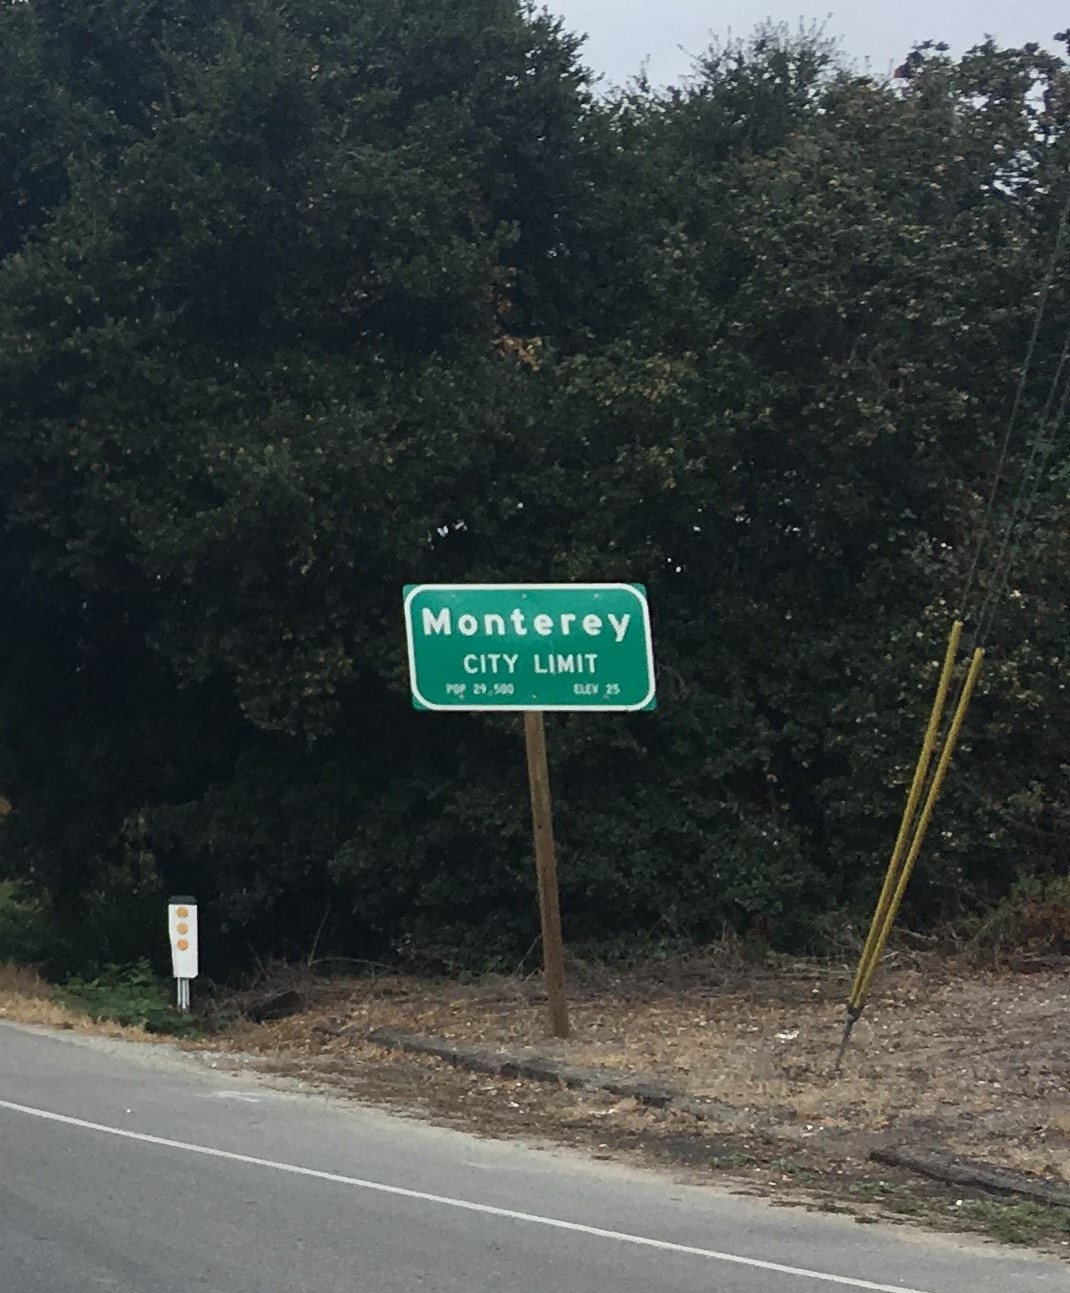 Monterey
CITY LIMIT
POP 29,500 ELEV 25